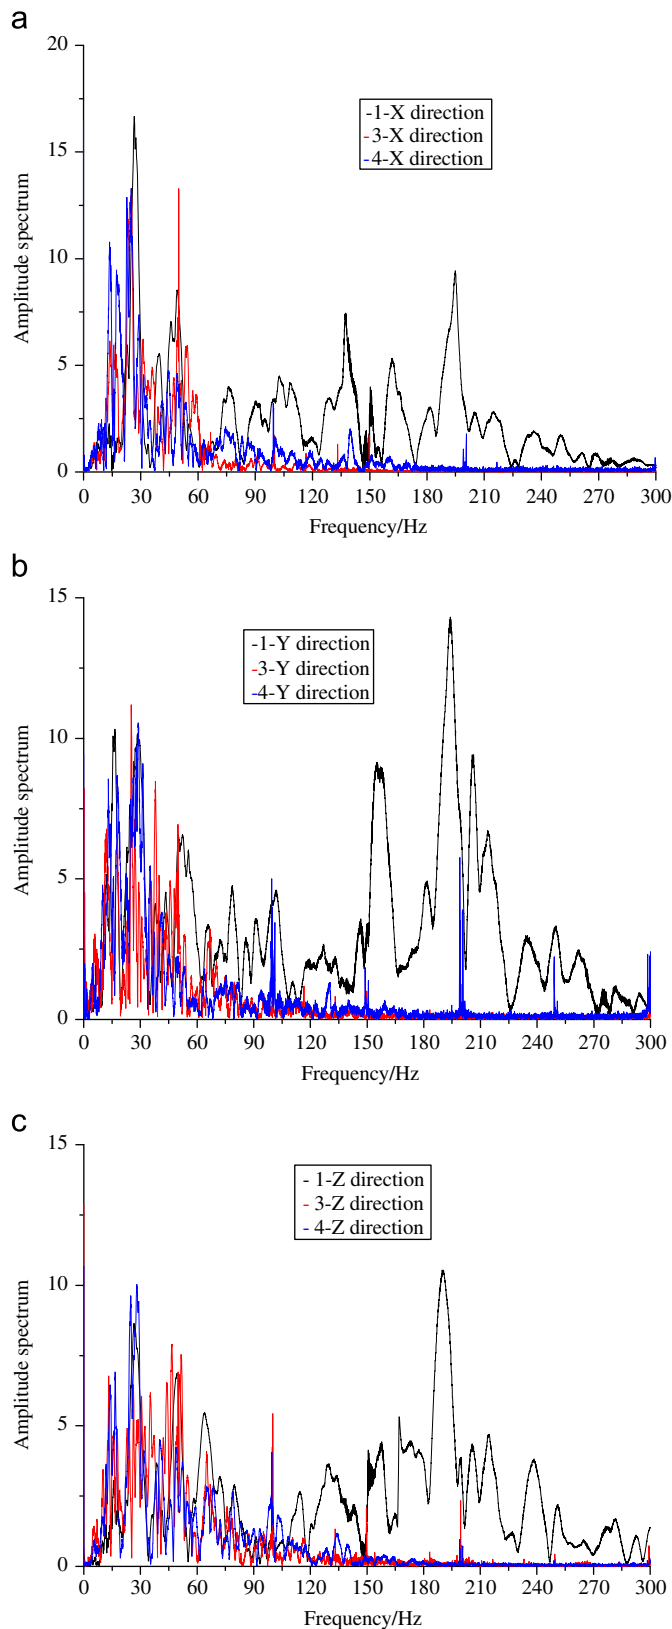 a
20
15
10
5
0
Amplitude spectrum
-1-X direction
-3-X direction
-4-X direction
0 30 60 90 120 150 180 210 240 270 300
Frequency/Hz
b
15
10
5
0
Amplitude spectrum
-1-Y direction
-3-Y direction
-4-Y direction
0 30 60 90 120 150 180 210 240 270 300
Frequency/Hz
c
15
10
5
0
Amplitude spectrum
- 1-Z direction
- 3-Z direction
- 4-Z direction
0 30 60 90 120 150 180 210 240 270 300
Frequency/Hz